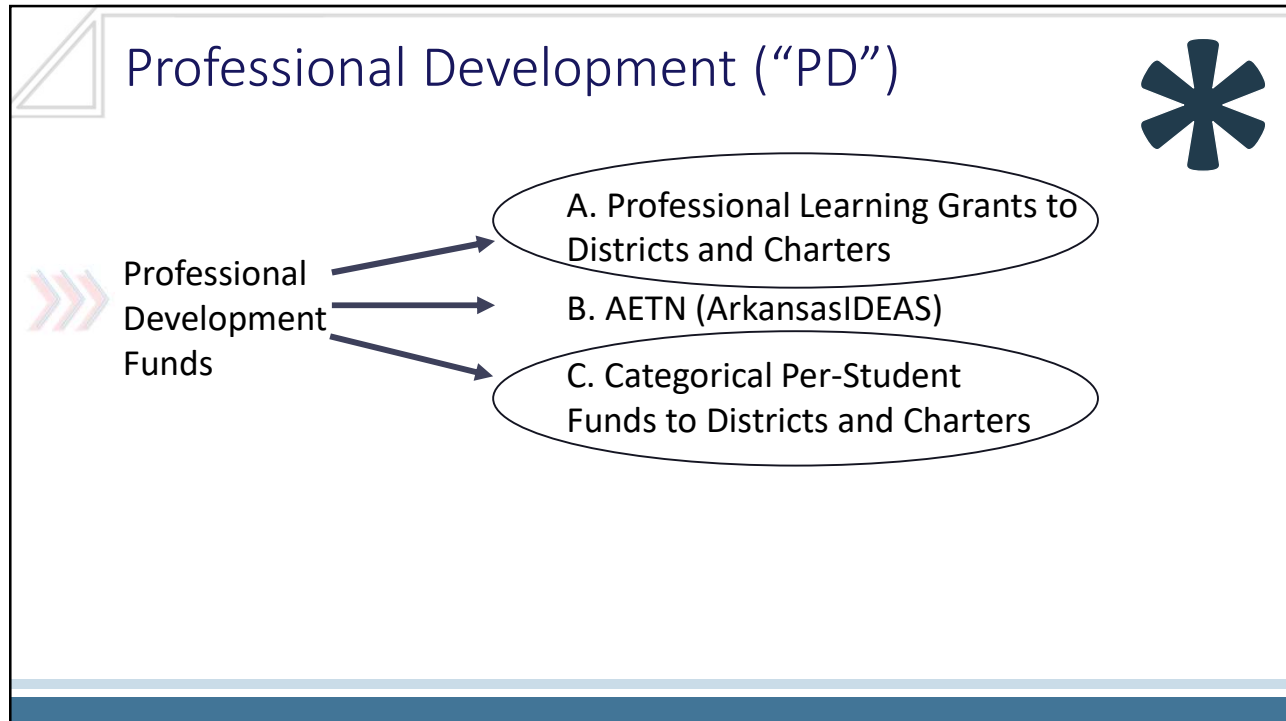 Professional Development (“PD”)
Professional
Development
Funds
A. Professional Learning Grants to
Districts and Charters
B. AETN (ArkansasIDEAS)
C. Categorical Per-Student
Funds to Districts and Charters